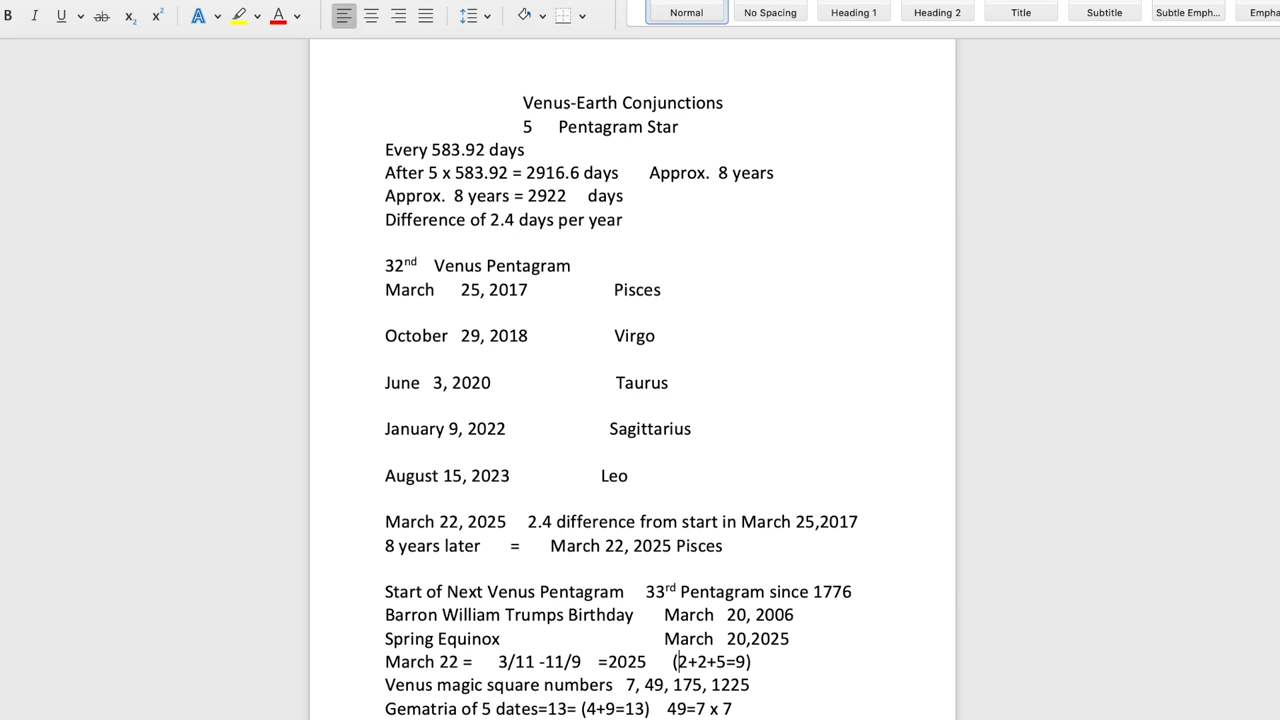 B I U ab x₂ x² A A
Normal No Spacing Heading 1 Heading 2 Title Subtitle Subtle Emph...
Venus-Earth Conjunctions
5 Pentagram Star
Every 583.92 days
After 5 x 583.92 = 2916.6 days Approx. 8 years
Approx. 8 years = 2922 days
Difference of 2.4 days per year
32nd Venus Pentagram
March 25, 2017 Pisces
October 29, 2018 Virgo
June 3, 2020 Taurus
January 9, 2022 Sagittarius
August 15, 2023 Leo
March 22, 2025 2.4 difference from start in March 25,2017
8 years later = March 22, 2025 Pisces
Start of Next Venus Pentagram 33rd Pentagram since 1776
Barron William Trumps Birthday March 20, 2006
Spring Equinox March 20,2025
March 22 = 3/11 -11/9 =2025 (2+2+5=9)
Venus magic square numbers 7, 49, 175, 1225
Gematria of 5 dates=13= (4+9=13) 49=7 x 7